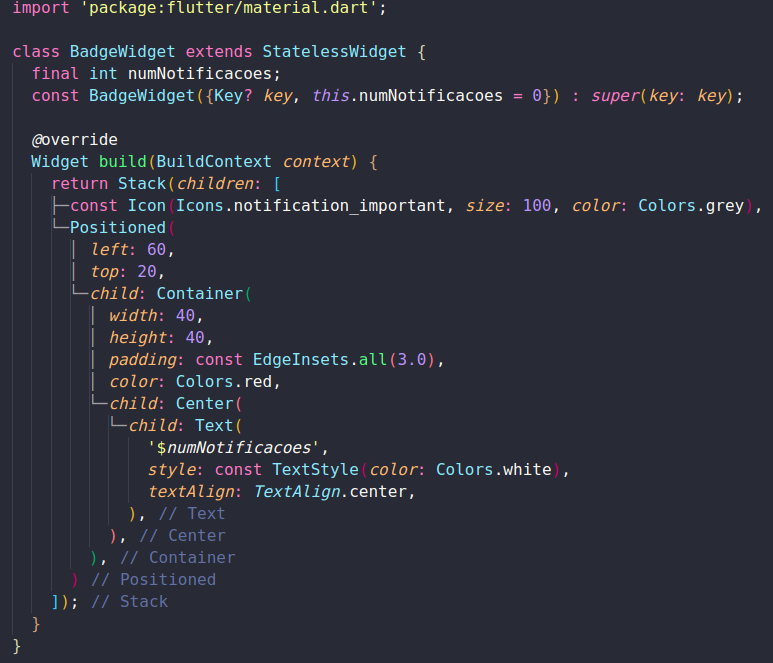 import 'package:flutter/material.dart';

class BadgeWidget extends StatelessWidget {
  final int numNotificacoes;
  const BadgeWidget({Key? key, this.numNotificacoes = 0}) : super(key: key);

  @override
  Widget build(BuildContext context) {
    return Stack(children: [
      const Icon(Icons.notification_important, size: 100, color: Colors.grey),
      Positioned(
        left: 60,
        top: 20,
        child: Container(
          width: 40,
          height: 40,
          padding: const EdgeInsets.all(3.0),
          color: Colors.red,
          child: Center(
            child: Text(
              '$numNotificacoes',
              style: const TextStyle(color: Colors.white),
              textAlign: TextAlign.center,
            ), // Text
          ), // Center
        ), // Container
      ) // Positioned
    ]); // Stack
  }
}